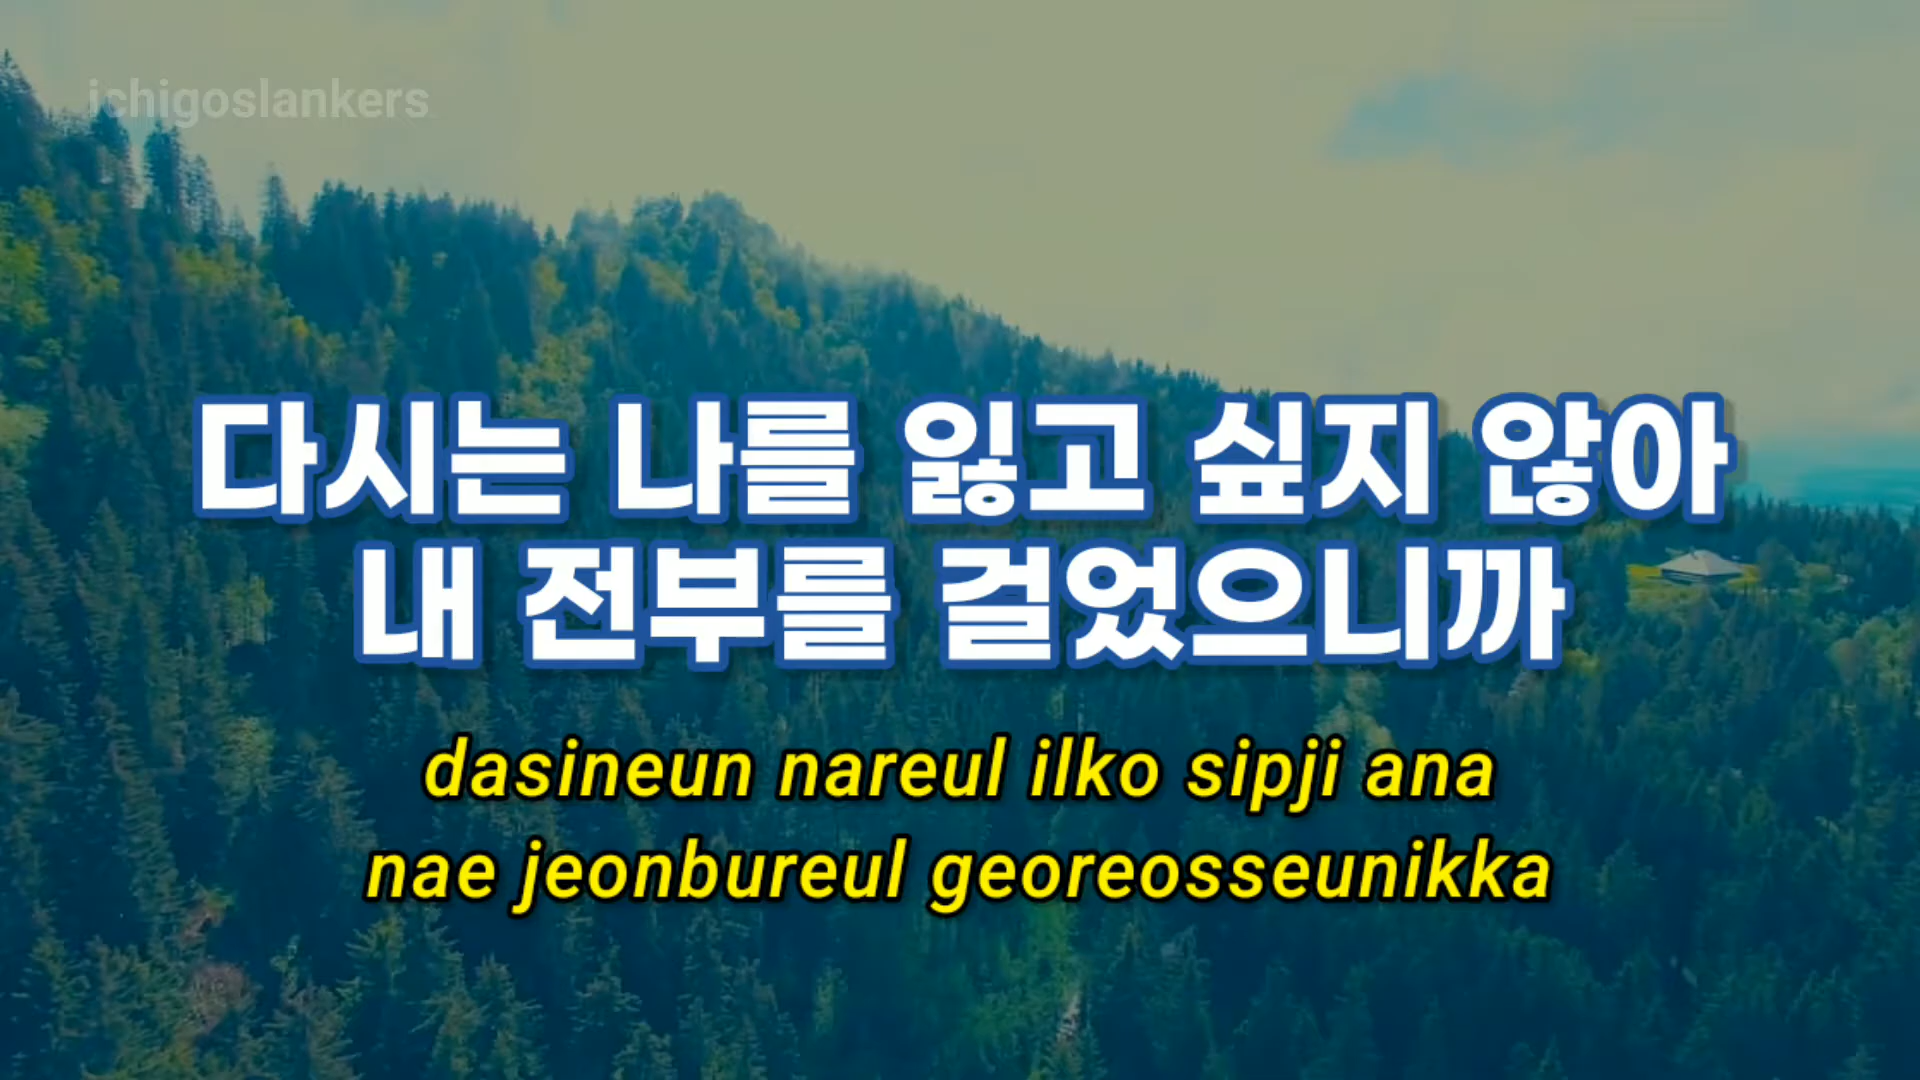 ichigoslankers
다시는 나를 잃고 싶지 않아
내 전부를 걸었으니까
dasineun nareul ilko sipji ana
nae jeonbureul georeosseunikka